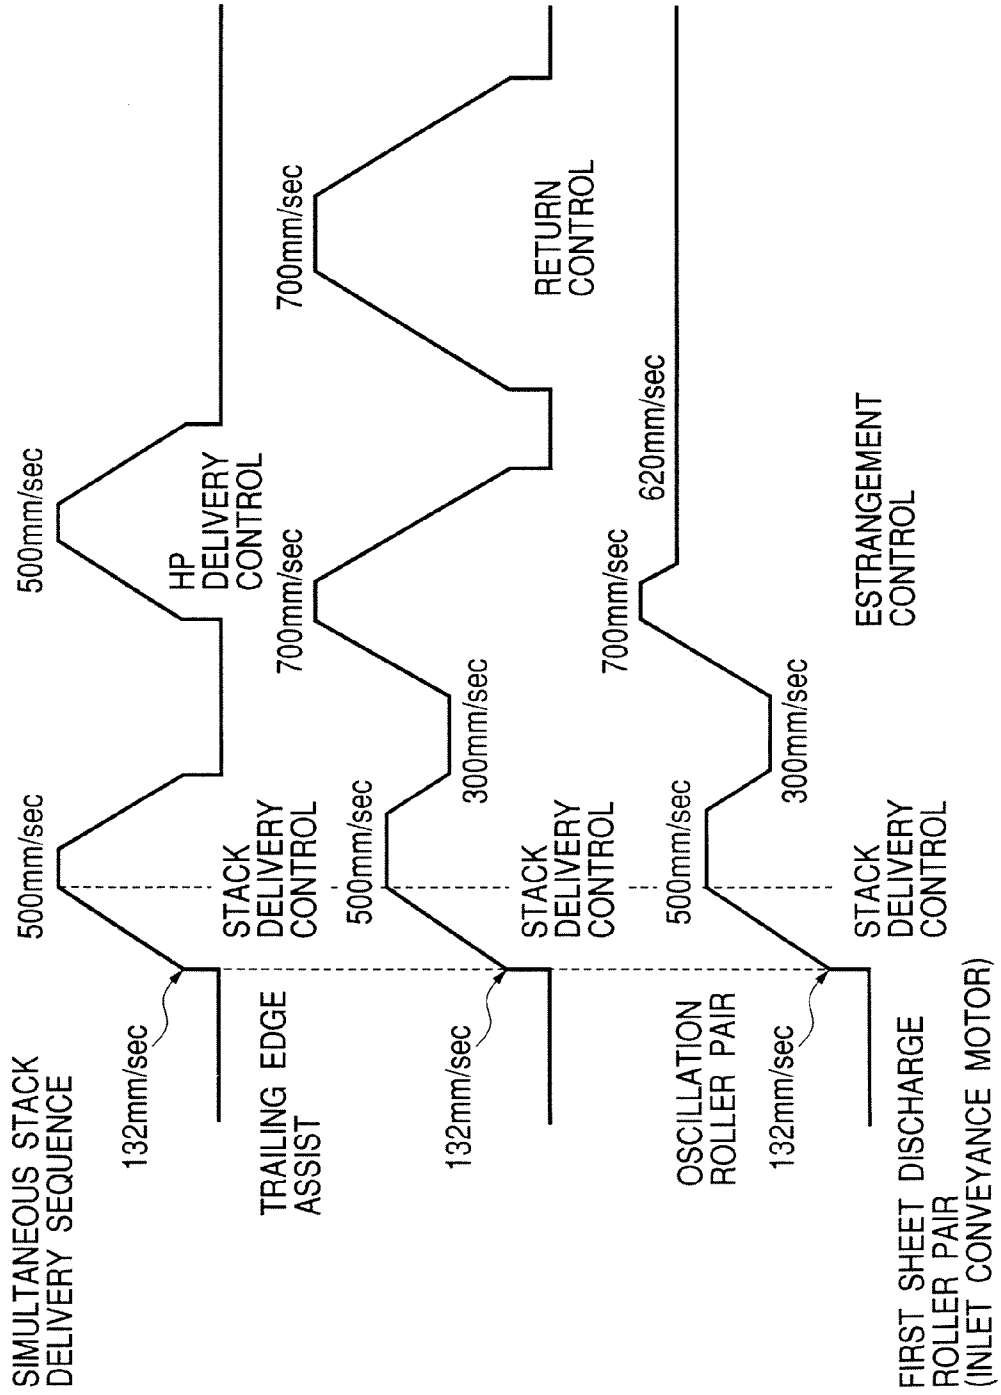 SIMULTANEOUS STACK
DELIVERY SEQUENCE
132mm/sec
500mm/sec
500mm/sec
TRAILING EDGE
ASSIST
STACK
DELIVERY
CONTROL
HP
DELIVERY
CONTROL
132mm/sec
500mm/sec
300mm/sec
700mm/sec
700mm/sec
OSCILLATION
ROLLER PAIR
STACK
DELIVERY
CONTROL
RETURN
CONTROL
132mm/sec
500mm/sec
300mm/sec
700mm/sec
620mm/sec
FIRST SHEET DISCHARGE
ROLLER PAIR
(INLET CONVEYANCE MOTOR)
STACK
DELIVERY
CONTROL
ESTRANGEMENT
CONTROL